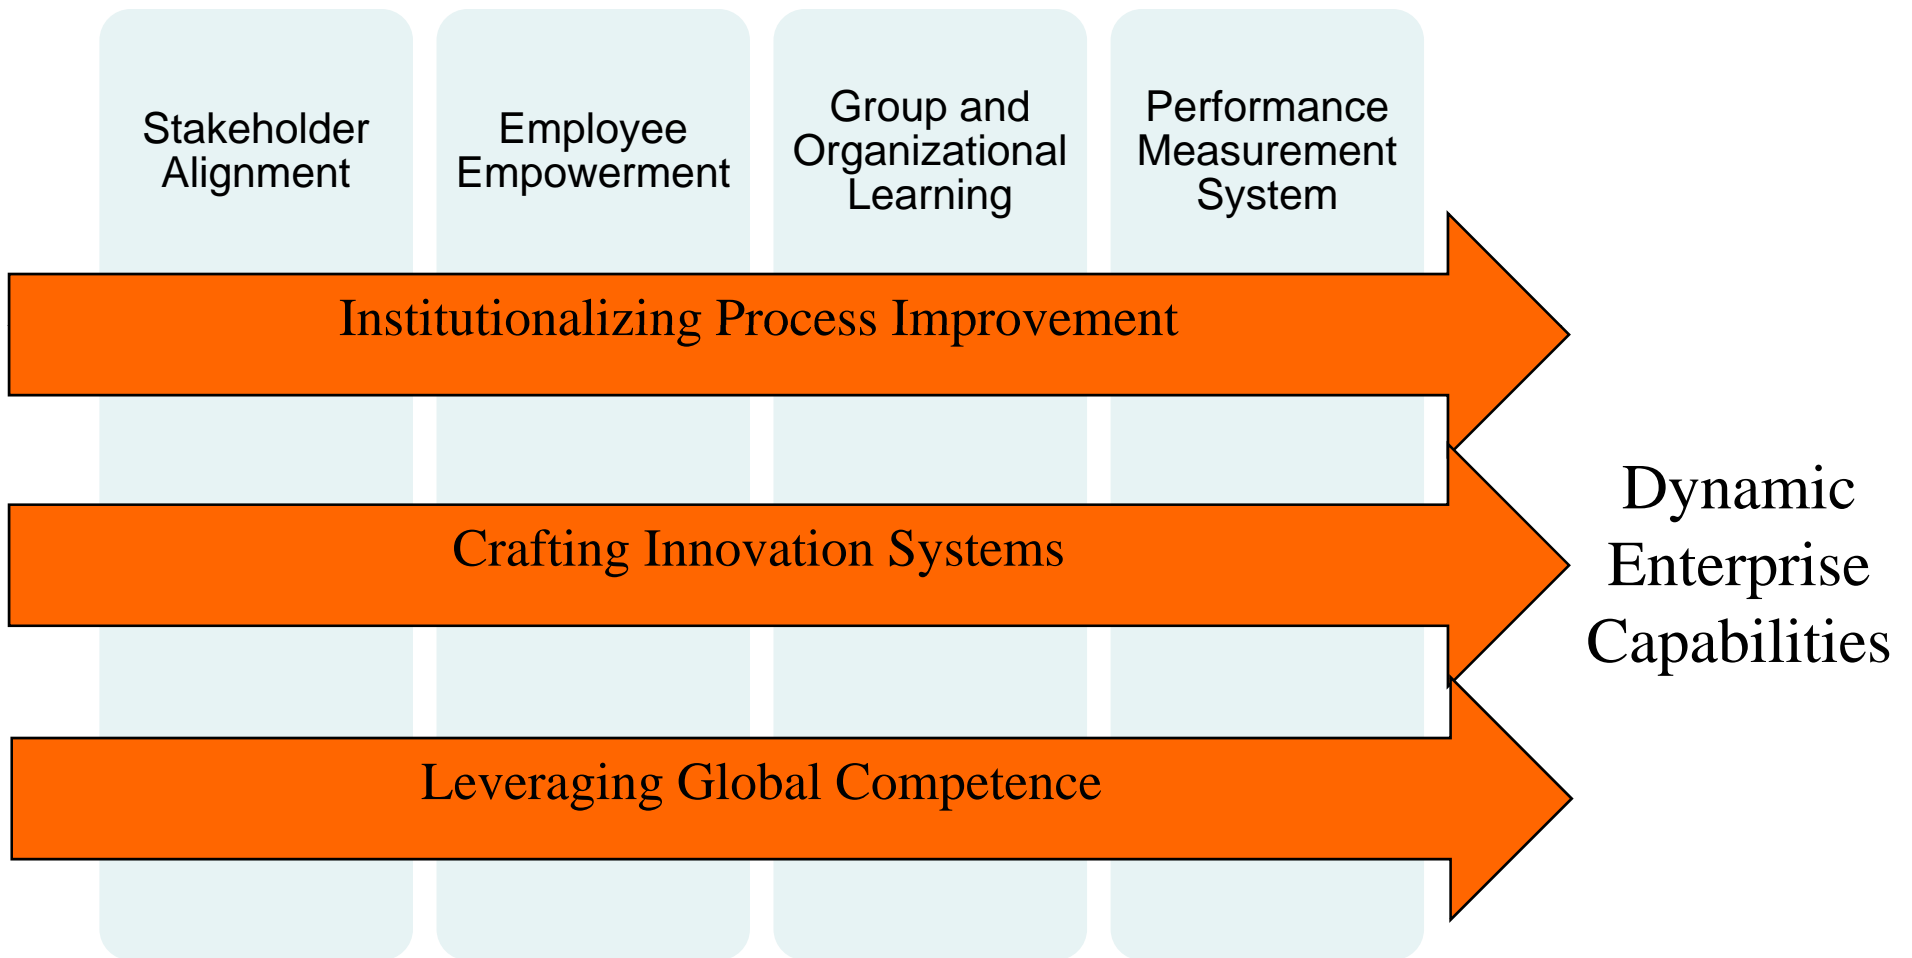 Stakeholder
Alignment
Employee
Empowerment
Group and
Organizational
Learning
Performance
Measurement
System
Institutionalizing Process Improvement
Crafting Innovation Systems
Leveraging Global Competence
Dynamic
Enterprise
Capabilities